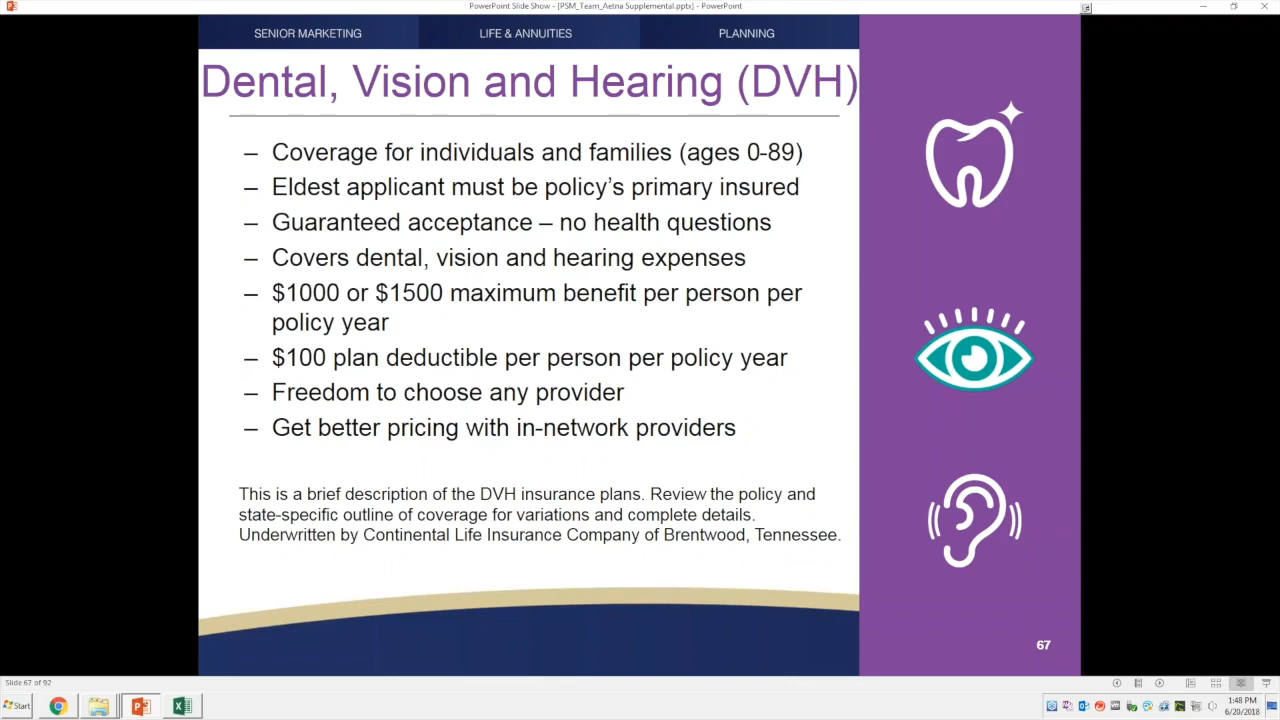 PowerPoint Slide Show - [PSM_Team_Aetna Supplemental.pptx] - PowerPoint
SENIOR MARKETING
LIFE & ANNUITIES
PLANNING
Dental, Vision and Hearing (DVH)
– Coverage for individuals and families (ages 0-89)
– Eldest applicant must be policy’s primary insured
– Guaranteed acceptance – no health questions
– Covers dental, vision and hearing expenses
– $1000 or $1500 maximum benefit per person per
policy year
– $100 plan deductible per person per policy year
– Freedom to choose any provider
– Get better pricing with in-network providers
This is a brief description of the DVH insurance plans. Review the policy and
state-specific outline of coverage for variations and complete details.
Underwritten by Continental Life Insurance Company of Brentwood, Tennessee.
67
Slide 67 of 92
Start
1:48 PM
6/20/2018